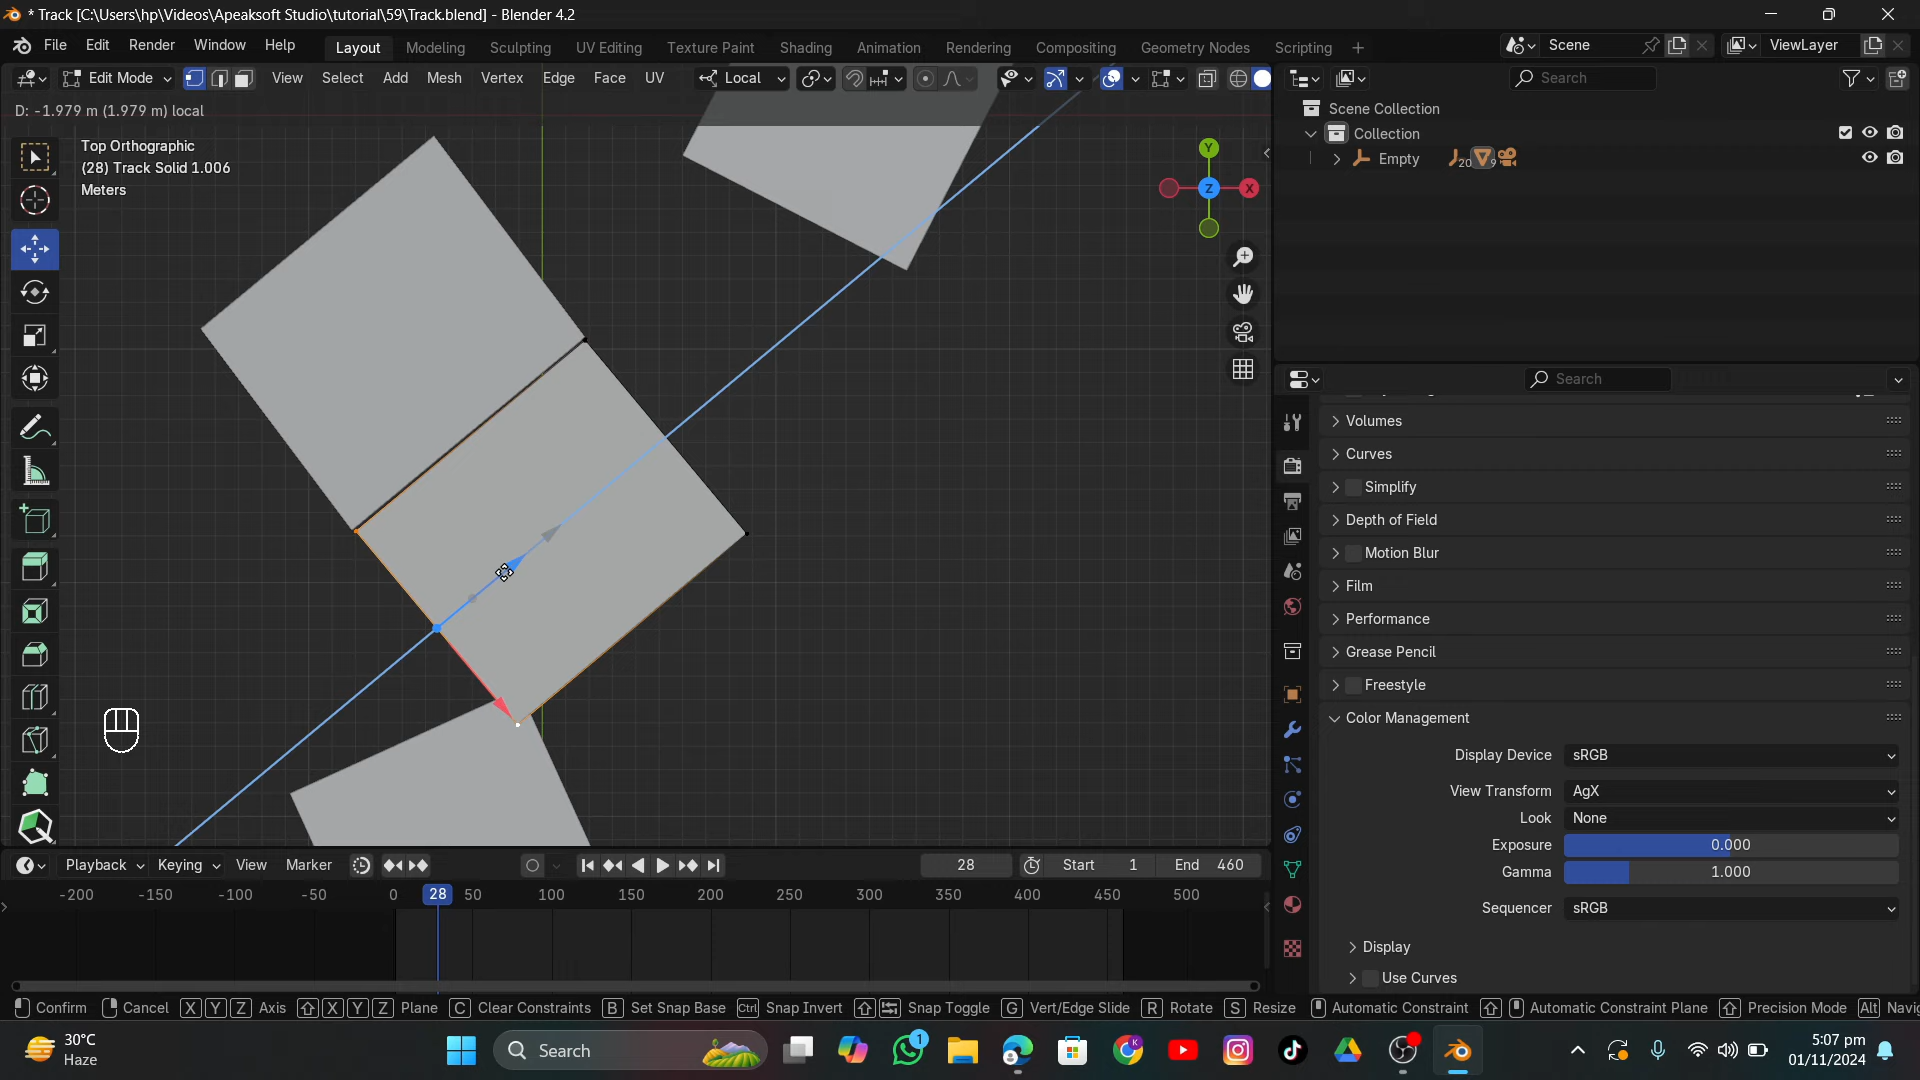 * Track [C:\Users\hp\Videos\Apeaksoft Studio\tutorial\59\Track.blend] - Blender 4.2
File Edit Render Window Help Layout Modeling Sculpting UV Editing Texture Paint Shading Animation Rendering Compositing Geometry Nodes Scripting + Scene ViewLayer
Edit Mode View Select Add Mesh Vertex Edge Face UV Local Search
D: -1.979 m (1.979 m) local
Scene Collection
Collection
Empty 20 9
Top Orthographic
(28) Track Solid 1.006
Meters
Y
Z X
Search
Volumes
Curves
Simplify
Depth of Field
Motion Blur
Film
Performance
Grease Pencil
Freestyle
Color Management
Display Device sRGB
View Transform AgX
Look None
Exposure 0.000
Gamma 1.000
Sequencer sRGB
Display
Use Curves
Playback Keying View Marker 28 Start 1 End 460
-200 -150 -100 -50 0 28 50 100 150 200 250 300 350 400 450 500
Confirm Cancel X Y Z Axis X Y Z Plane C Clear Constraints B Set Snap Base Ctrl Snap Invert Snap Toggle G Vert/Edge Slide R Rotate S Resize Automatic Constraint Automatic Constraint Plane Precision Mode Alt Navig
30°C
Haze
Search
1
K
5:07 pm
01/11/2024